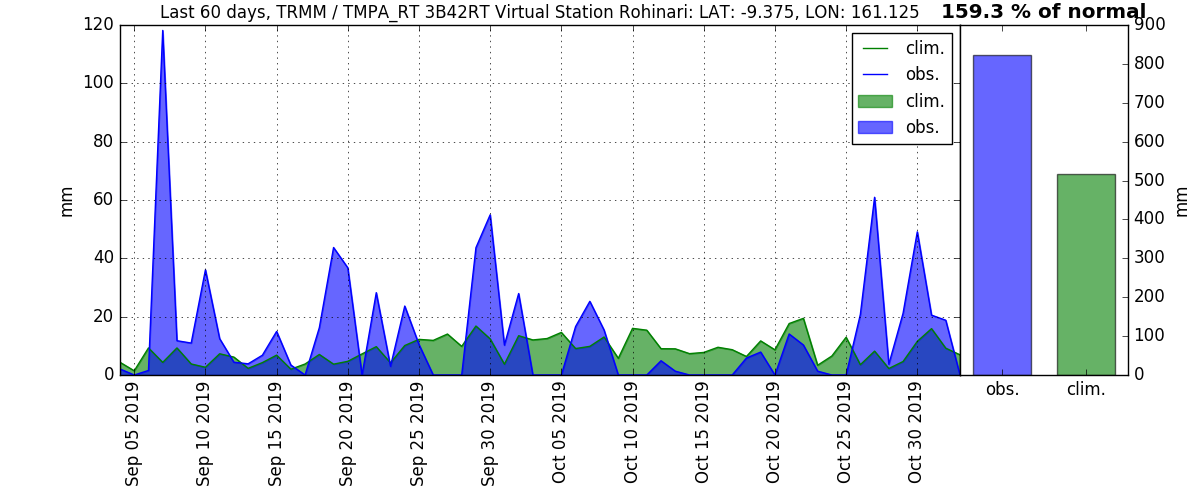 Last 60 days, TRMM / TMPA_RT 3B42RT Virtual Station Rohinari: LAT: -9.375, LON: 161.125
159.3 % of normal
120
100
80
60
40
20
0
mm
clim.
obs.
clim.
obs.
Sep 05 2019
Sep 10 2019
Sep 15 2019
Sep 20 2019
Sep 25 2019
Sep 30 2019
Oct 05 2019
Oct 10 2019
Oct 15 2019
Oct 20 2019
Oct 25 2019
Oct 30 2019
900
800
700
600
500
400
300
200
100
0
mm
obs.
clim.